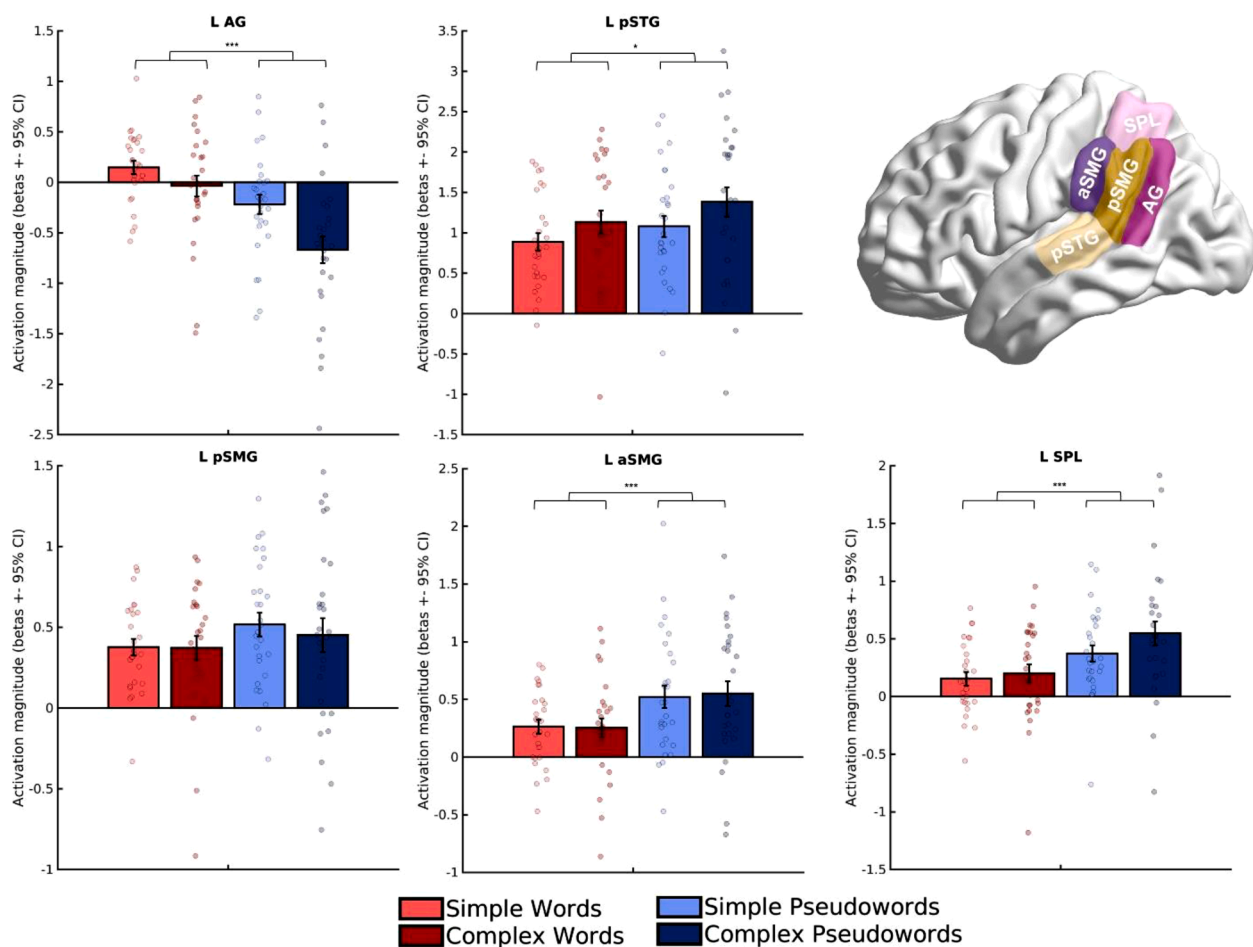 L AG
***
Activation magnitude (betas +- 95% CI)
1.5
1
0.5
0
-0.5
-1
-1.5
-2
-2.5
L pSTG
*
Activation magnitude (betas +- 95% CI)
3.5
3
2.5
2
1.5
1
0.5
0
-0.5
1
1.5
SPL
aSMG
pSMG
AG
pSTG
L pSMG
Activation magnitude (betas +- 95% CI)
1.5
1
0.5
0
-0.5
-1
L aSMG
***
Activation magnitude (betas +- 95% CI)
2.5
2
1.5
1
0.5
0
-0.5
-1
L SPL
***
Activation magnitude (betas +- 95% CI)
2
1.5
1
0.5
0
-0.5
-1
-1.5
Simple Words
Simple Pseudowords
Complex Words
Complex Pseudowords